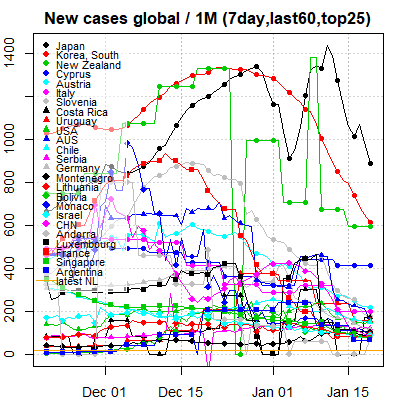 New cases global / 1M (7day,last60,top25)
Japan
Korea, South
New Zealand
Cyprus
Austria
Italy
Slovenia
Costa Rica
Uruguay
USA
AUS
Chile
Serbia
Germany
Montenegro
Lithuania
Bolivia
Monaco
Israel
CHN
Andorra
Luxembourg
France
Singapore
Argentina
latest NL
0 200 400 600 800 1000 1400
Dec 01 Dec 15 Jan 01 Jan 15